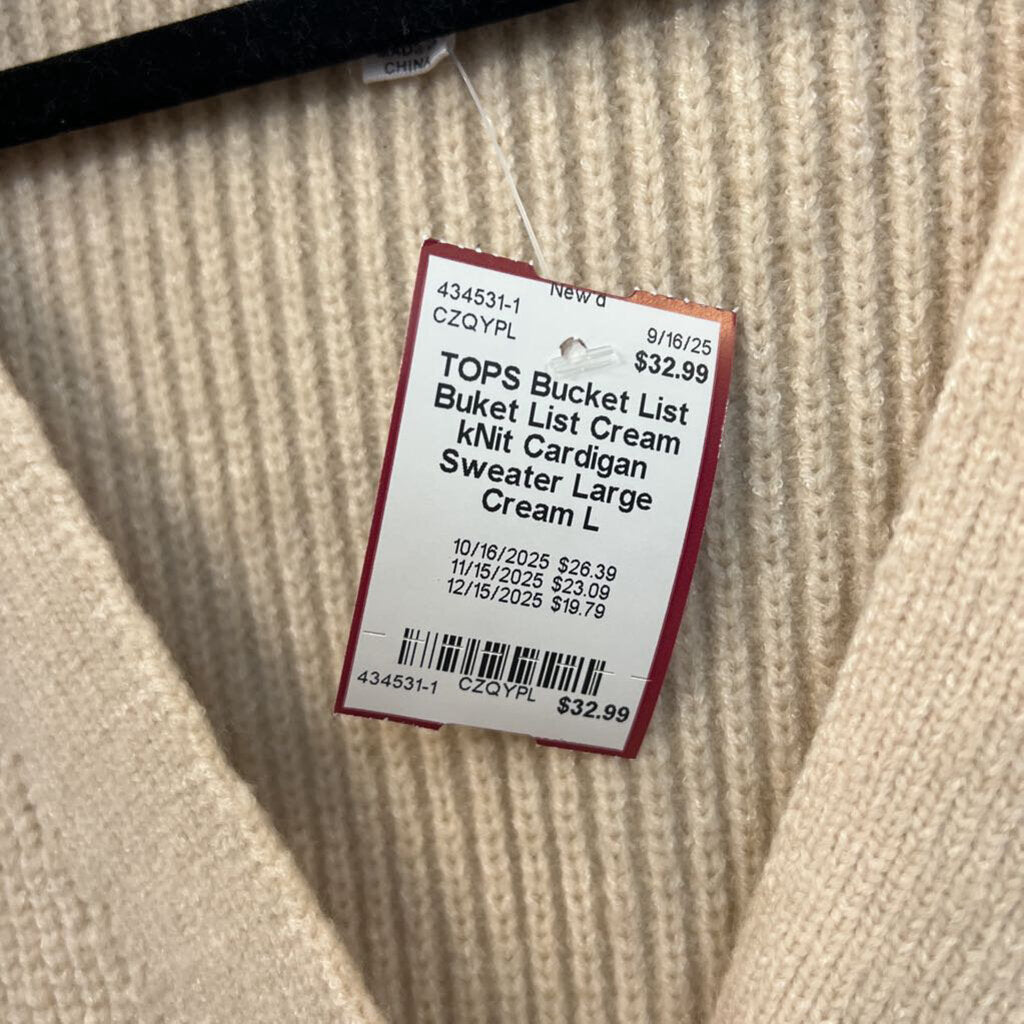 CHINA
434531-1
New
CZQYPL
9/16/25
$32.99
TOPS Bucket List
Buket List Cream
kNit Cardigan
Sweater Large
Cream L
10/16/2025 $26.39
11/15/2025 $23.09
12/15/2025 $19.79
434531-1 CZQYPL $32.99